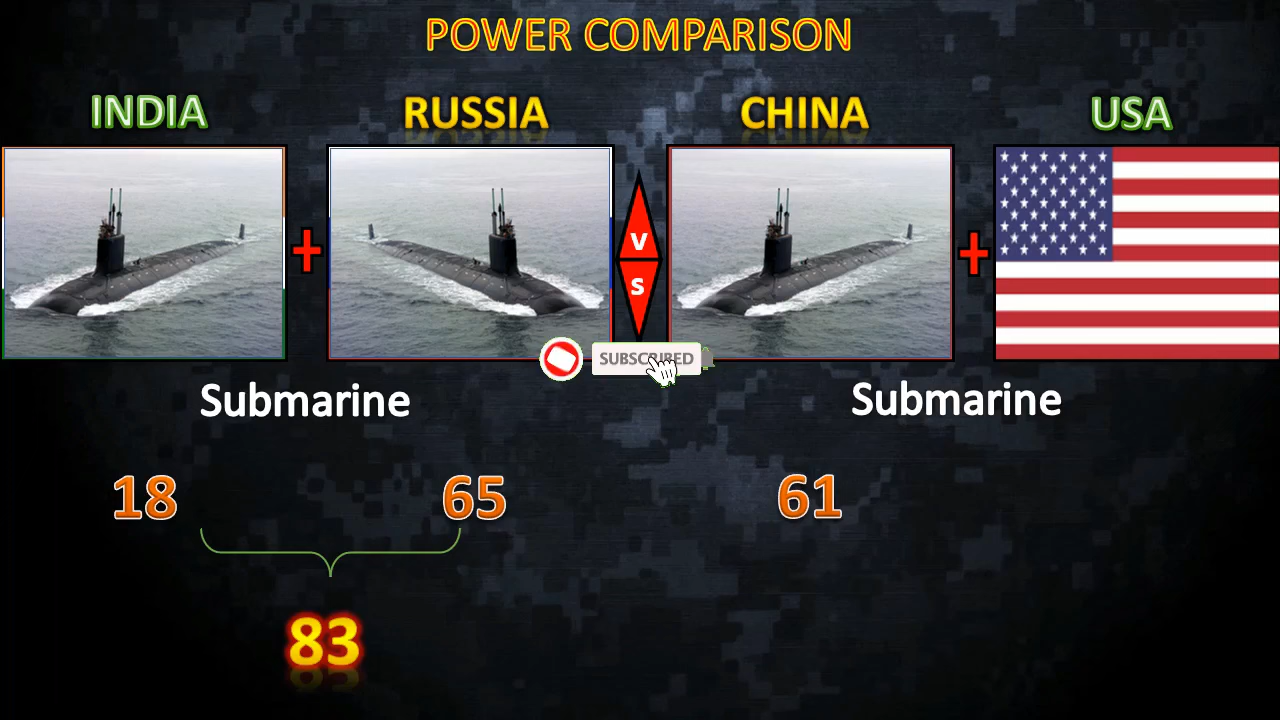 POWER COMPARISON
INDIA
RUSSIA
CHINA
USA
+
V
S
+
SUBSCRIBED
Submarine
Submarine
18
65
61
83